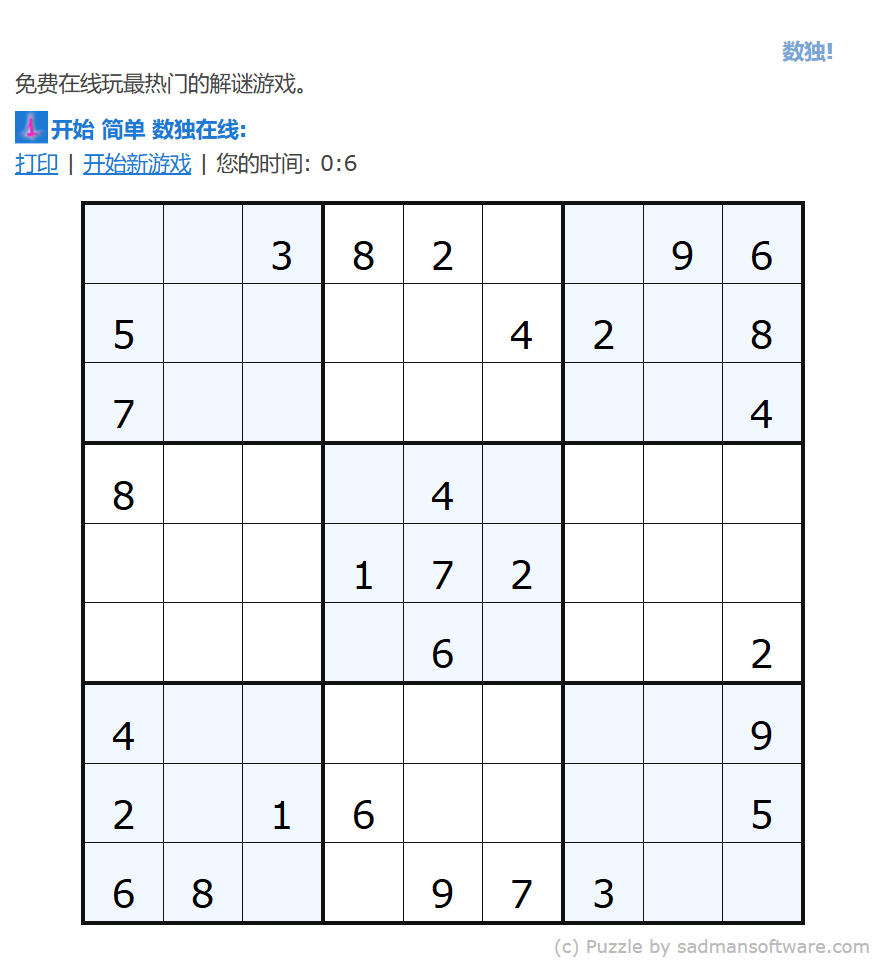 数独!
免费在线玩最热门的解谜游戏。
开始 简单 数独在线:
打印 | 开始新游戏 | 您的时间: 0:6
3 8 2 9 6
5 4 2 8
7 4
8 4
1 7 2
6 2
4 9
2 1 6 5
6 8 9 7 3
(c) Puzzle by sadmansoftware.com